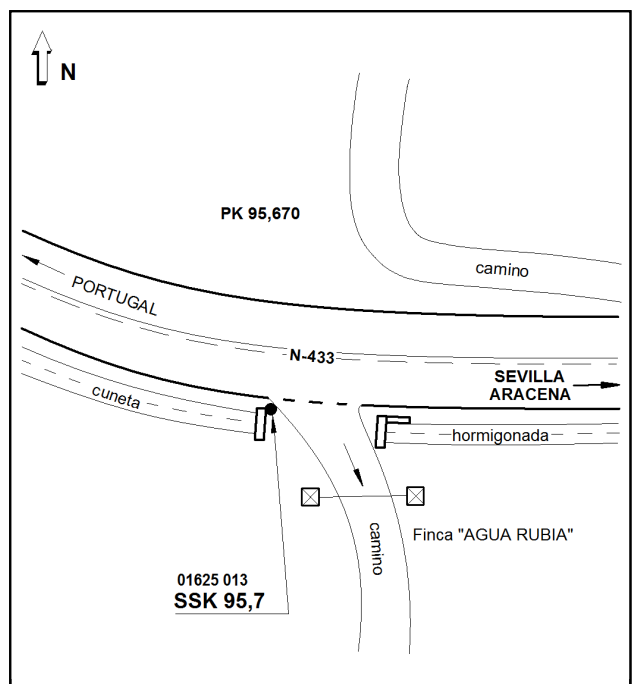 N
PK 95,670
camino
PORTUGAL
N-433
SEVILLA
ARACENA
cuneta
hormigonada
camino
Finca "AGUA RUBIA"
01625 013
SSK 95,7